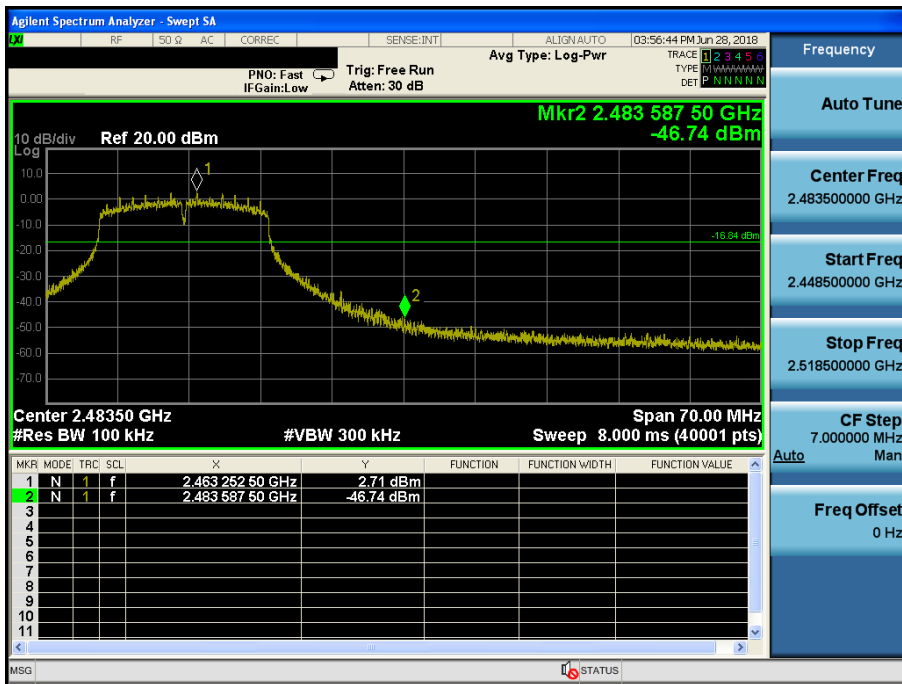 Agilent Spectrum Analyzer - Swept SA
LXI RF 50 Ω AC CORREC SENSE:INT ALIGNAUTO 03:56:44 PM Jun 28, 2018
PNO: Fast
IFGain:Low
Trig: Free Run
Atten: 30 dB
Avg Type: Log-Pwr
TRACE 1 2 3 4 5 6
TYPE MWWWWW
DET P N N N N N
Mkr2 2.483 587 50 GHz
-46.74 dBm
10 dB/div Ref 20.00 dBm
Log
10.0
0.00
-10.0
-20.0
-30.0
-40.0
-50.0
-60.0
-70.0
1
2
-16.84 dBm
Center 2.48350 GHz Span 70.00 MHz
#Res BW 100 kHz #VBW 300 kHz Sweep 8.000 ms (40001 pts)
MKR MODE TRC SCL X Y FUNCTION FUNCTION WIDTH FUNCTION VALUE
1 N 1 f 2.463 252 50 GHz 2.71 dBm
2 N 1 f 2.483 587 50 GHz -46.74 dBm
3
4
5
6
7
8
9
10
11
MSG STATUS
Frequency
Auto Tune
Center Freq
2.483500000 GHz
Start Freq
2.448500000 GHz
Stop Freq
2.518500000 GHz
CF Step
7.000000 MHz
Auto Man
Freq Offset
0 Hz